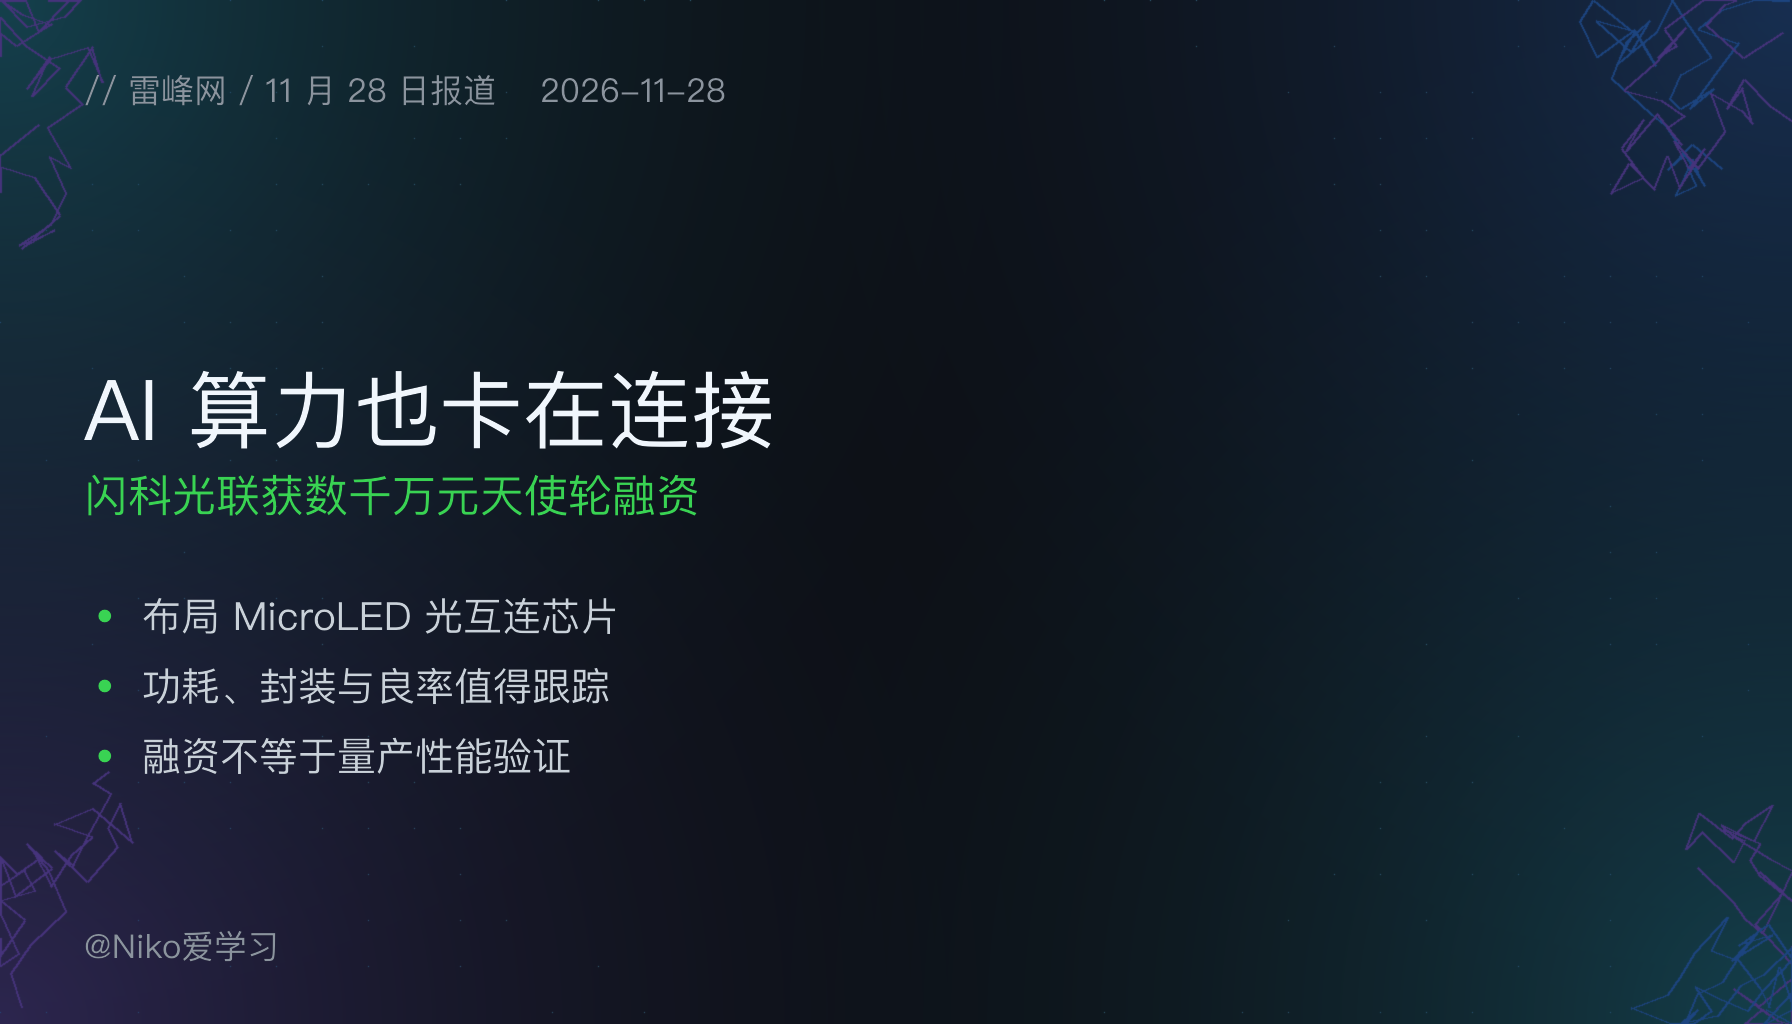 // 雷峰网 / 11 月 28 日报道 2026-11-28
AI 算力也卡在连接
闪科光联获数千万元天使轮融资
• 布局 MicroLED 光互连芯片
• 功耗、封装与良率值得跟踪
• 融资不等于量产性能验证
@Niko爱学习